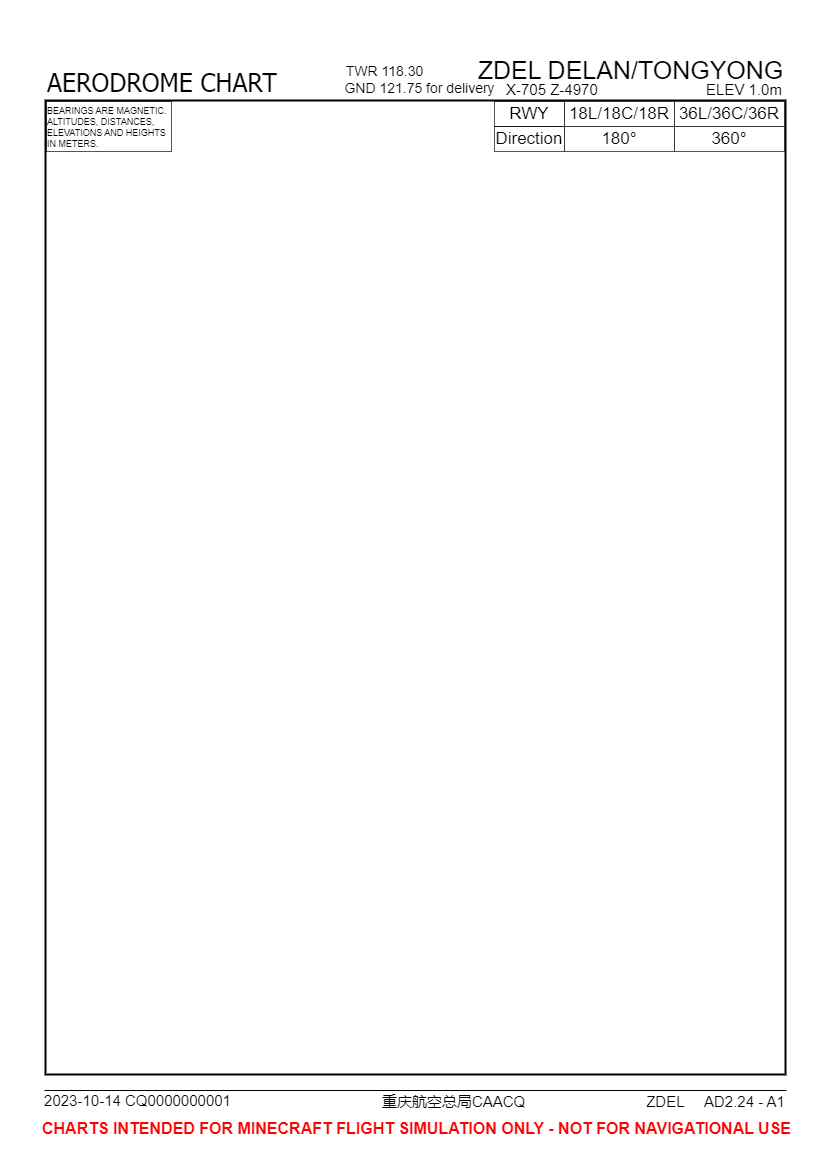 AERODROME CHART
TWR 118.30
GND 121.75 for delivery
ZDEL DELAN/TONGYONG
X-705 Z-4970
ELEV 1.0m
BEARINGS ARE MAGNETIC.
ALTITUDES, DISTANCES,
ELEVATIONS AND HEIGHTS
IN METERS.
RWY 18L/18C/18R 36L/36C/36R
Direction 180° 360°
2023-10-14 CQ0000000001 重庆航空总局CAACQ ZDEL AD2.24 - A1
CHARTS INTENDED FOR MINECRAFT FLIGHT SIMULATION ONLY - NOT FOR NAVIGATIONAL USE